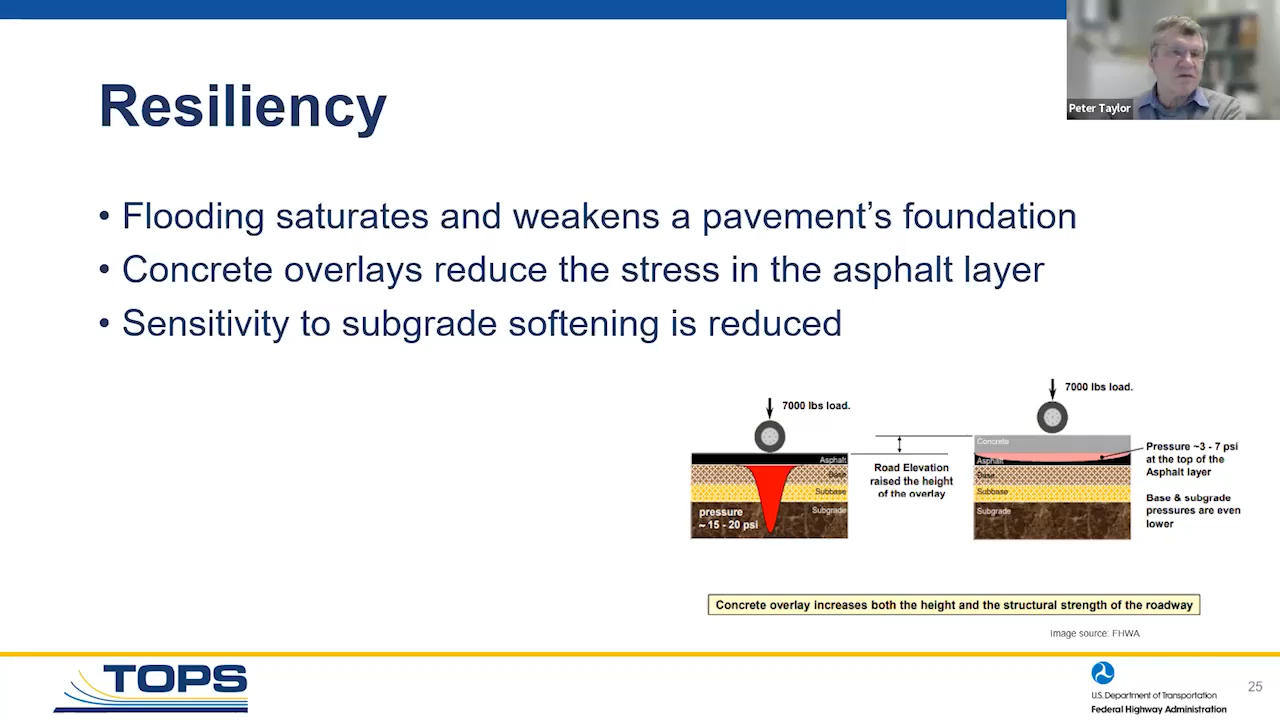 Peter Taylor
Resiliency
• Flooding saturates and weakens a pavement's foundation
• Concrete overlays reduce the stress in the asphalt layer
• Sensitivity to subgrade softening is reduced
7000 lbs load.
Asphalt
Base
Subbase
Subgrade
pressure
~ 15 - 20 psi
Road Elevation
raised the height
of the overlay
7000 lbs load.
Concrete
Asphalt
Base
Subbase
Subgrade
Pressure ~3 - 7 psi
at the top of the
Asphalt layer
Base & subgrade
pressures are even
lower
Concrete overlay increases both the height and the structural strength of the roadway
Image source: FHWA
TOPS
U.S. Department of Transportation
Federal Highway Administration
25